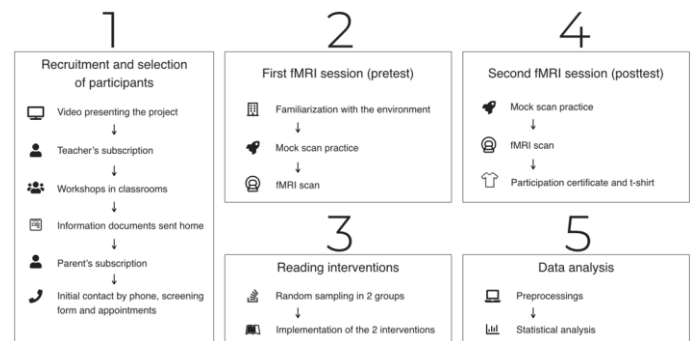 1
Recruitment and selection
of participants
Video presenting the project
Teacher's subscription
Workshops in classrooms
Information documents sent home
Parent's subscription
Initial contact by phone, screening
form and appointments
2
First fMRI session (pretest)
Familiarization with the environment
Mock scan practice
fMRI scan
3
Reading interventions
Random sampling in 2 groups
Implementation of the 2 interventions
4
Second fMRI session (posttest)
Mock scan practice
fMRI scan
Participation certificate and t-shirt
5
Data analysis
Preprocessings
Statistical analysis